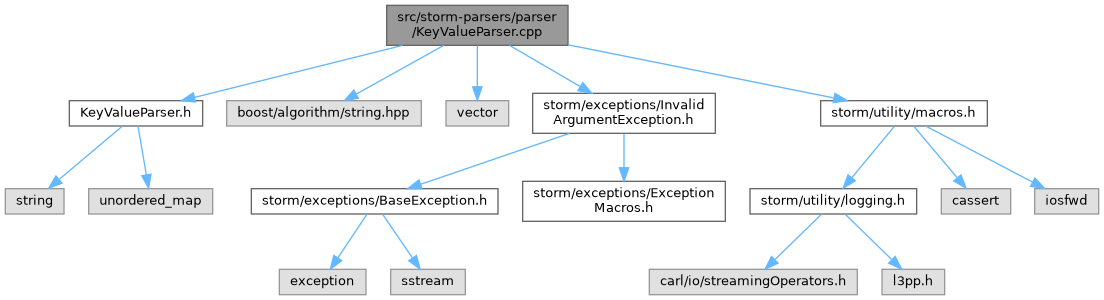 src/storm-parsers/parser
/KeyValueParser.cpp
KeyValueParser.h
boost/algorithm/string.hpp
vector
storm/exceptions/Invalid
ArgumentException.h
storm/utility/macros.h
string
unordered_map
storm/exceptions/BaseException.h
storm/exceptions/Exception
Macros.h
storm/utility/logging.h
cassert
iosfwd
exception
sstream
carl/io/streamingOperators.h
l3pp.h